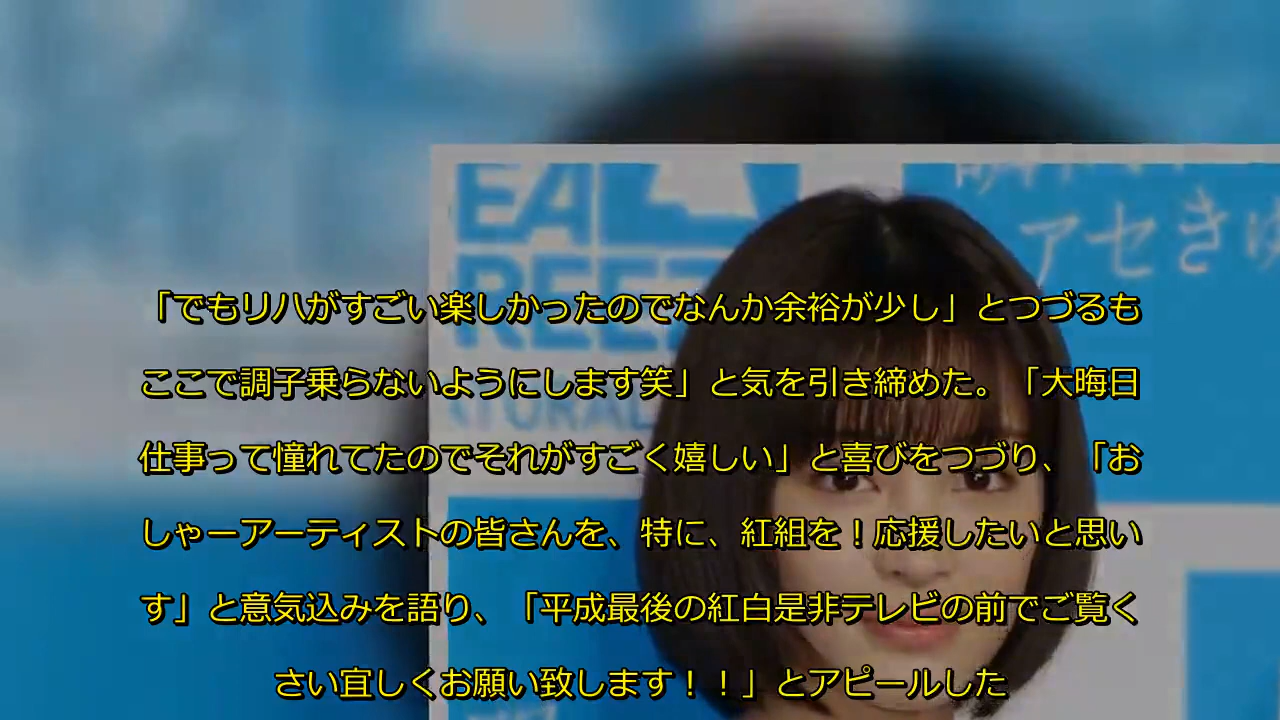 EA
アセきゆ
REEZ
「でもリハがすごい楽しかったのでなんか余裕が少し」とつづるも
ここで調子乗らないようにします笑」と気を引き締めた。「大晦日
仕事って憧れてたのでそれがすごく嬉しい」と喜びをつづり、「お
しゃーアーティストの皆さんを、特に、紅組を！応援したいと思い
す」と意気込みを語り、「平成最後の紅白是非テレビの前でご覧く
さい宜しくお願い致します！！」とアピールした